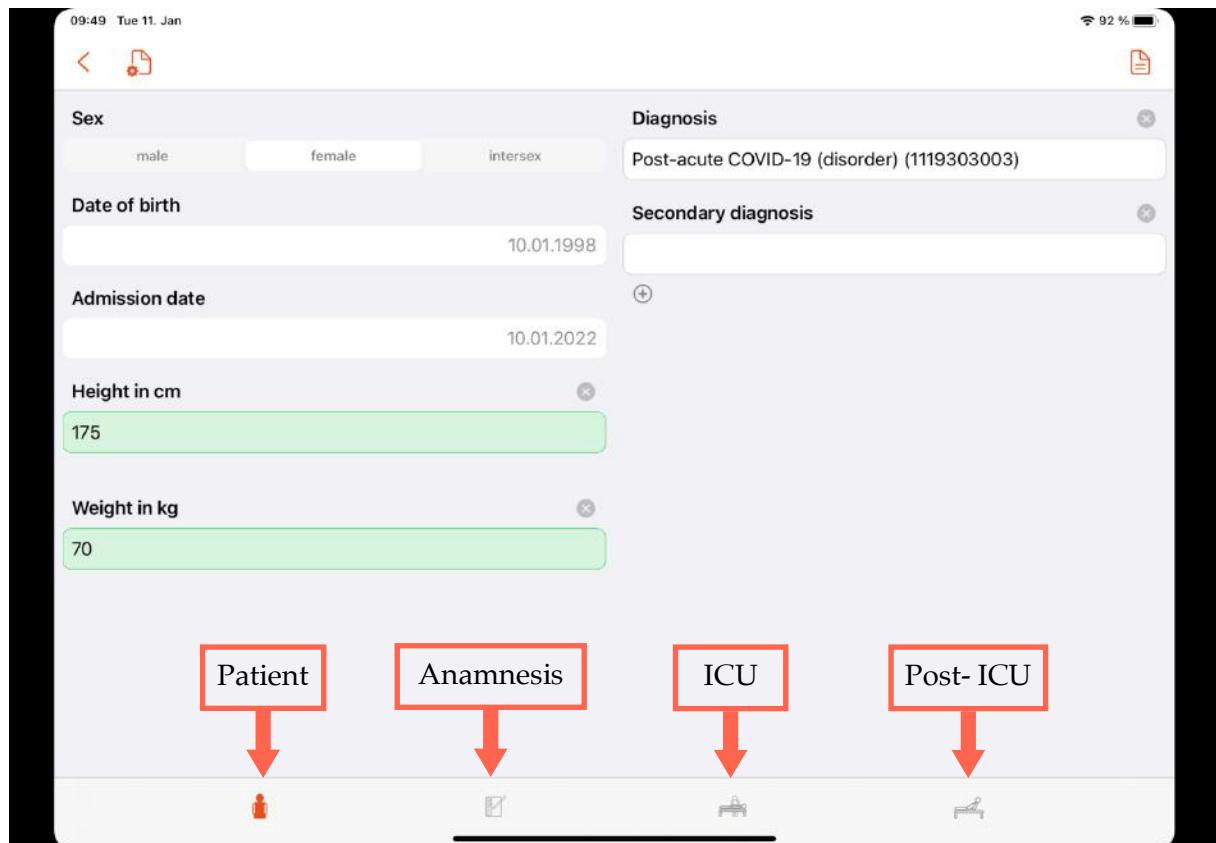 09:49 Tue 11. Jan
92 %
Sex
male female intersex
Date of birth
10.01.1998
Admission date
10.01.2022
Height in cm
175
Weight in kg
70
Diagnosis
Post-acute COVID-19 (disorder) (1119303003)
Secondary diagnosis
Patient
Anamnesis
ICU
Post- ICU